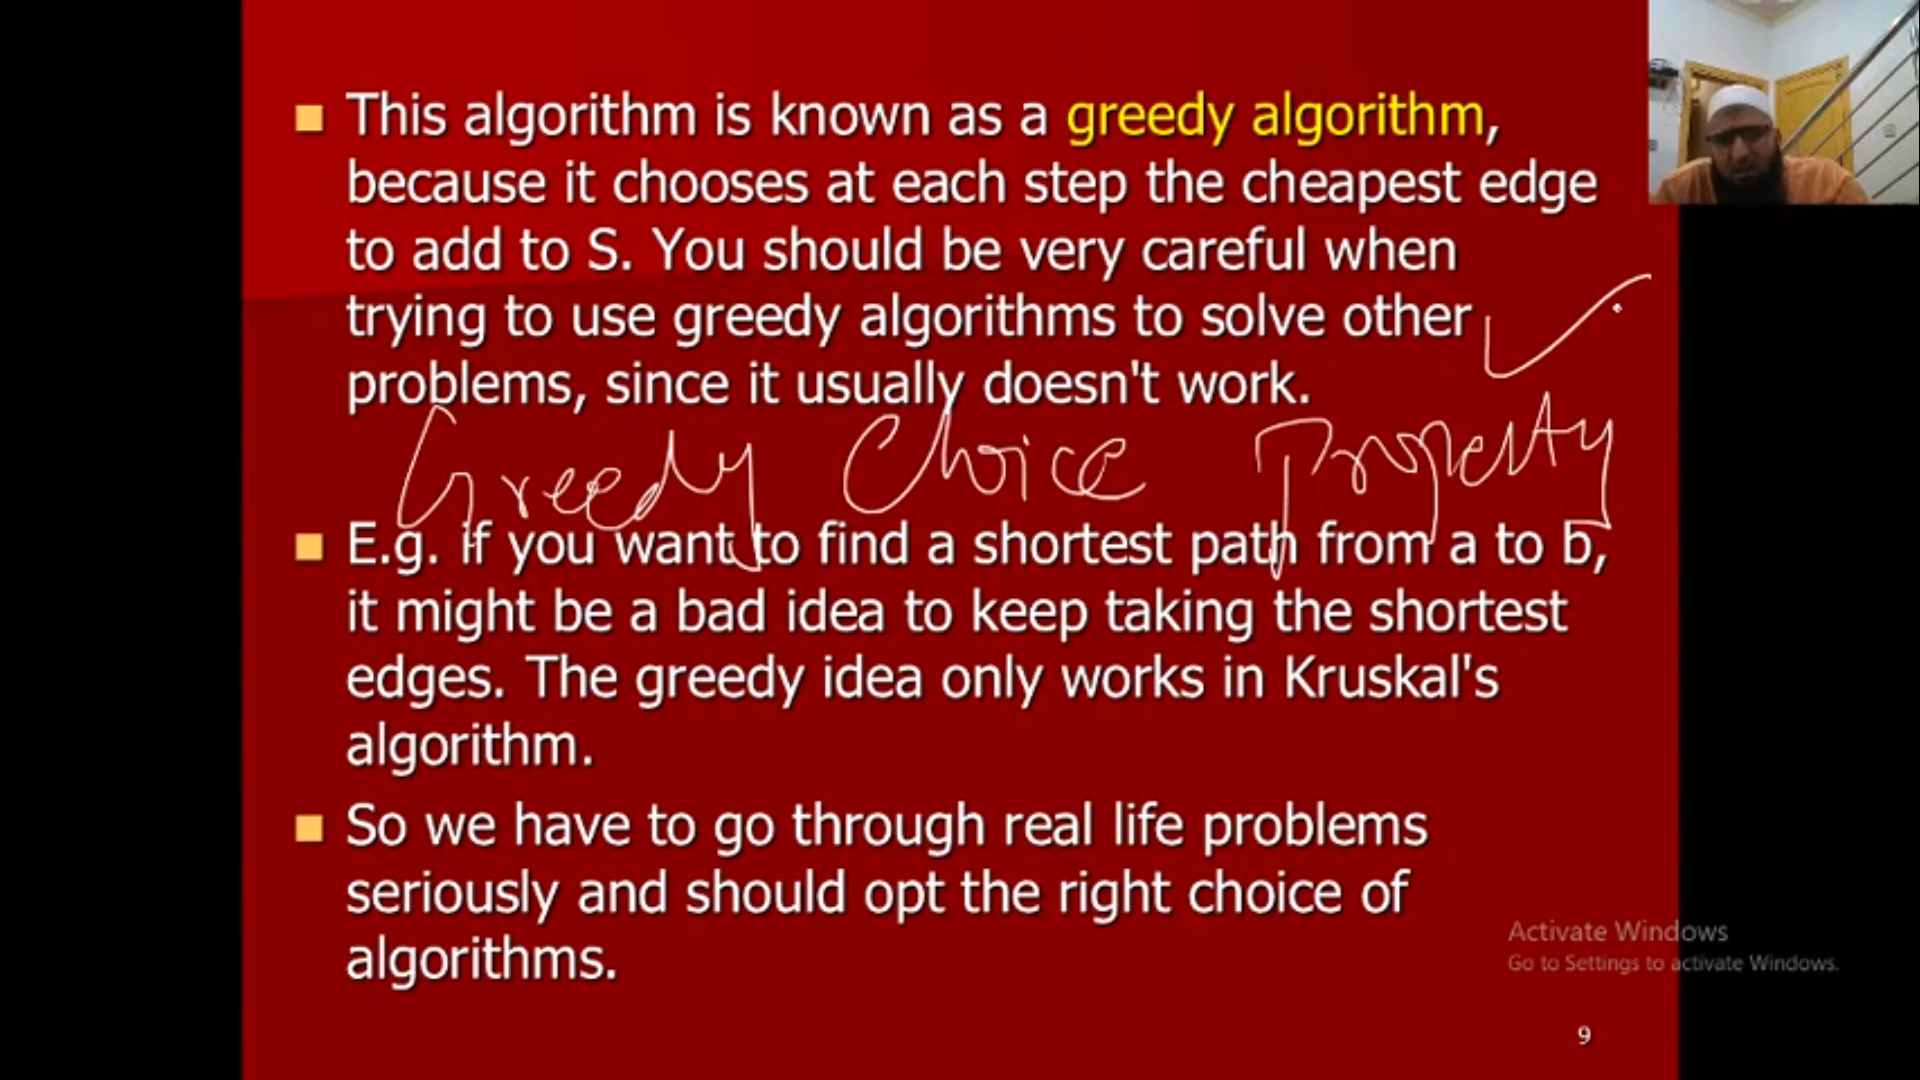 ■ This algorithm is known as a greedy algorithm,
because it chooses at each step the cheapest edge
to add to S. You should be very careful when
trying to use greedy algorithms to solve other
problems, since it usually doesn't work.
Greedy Choice Property
■ E.g. if you want to find a shortest path from a to b,
it might be a bad idea to keep taking the shortest
edges. The greedy idea only works in Kruskal's
algorithm.
■ So we have to go through real life problems
seriously and should opt the right choice of
algorithms.
Activate Windows
Go to Settings to activate Windows.
9